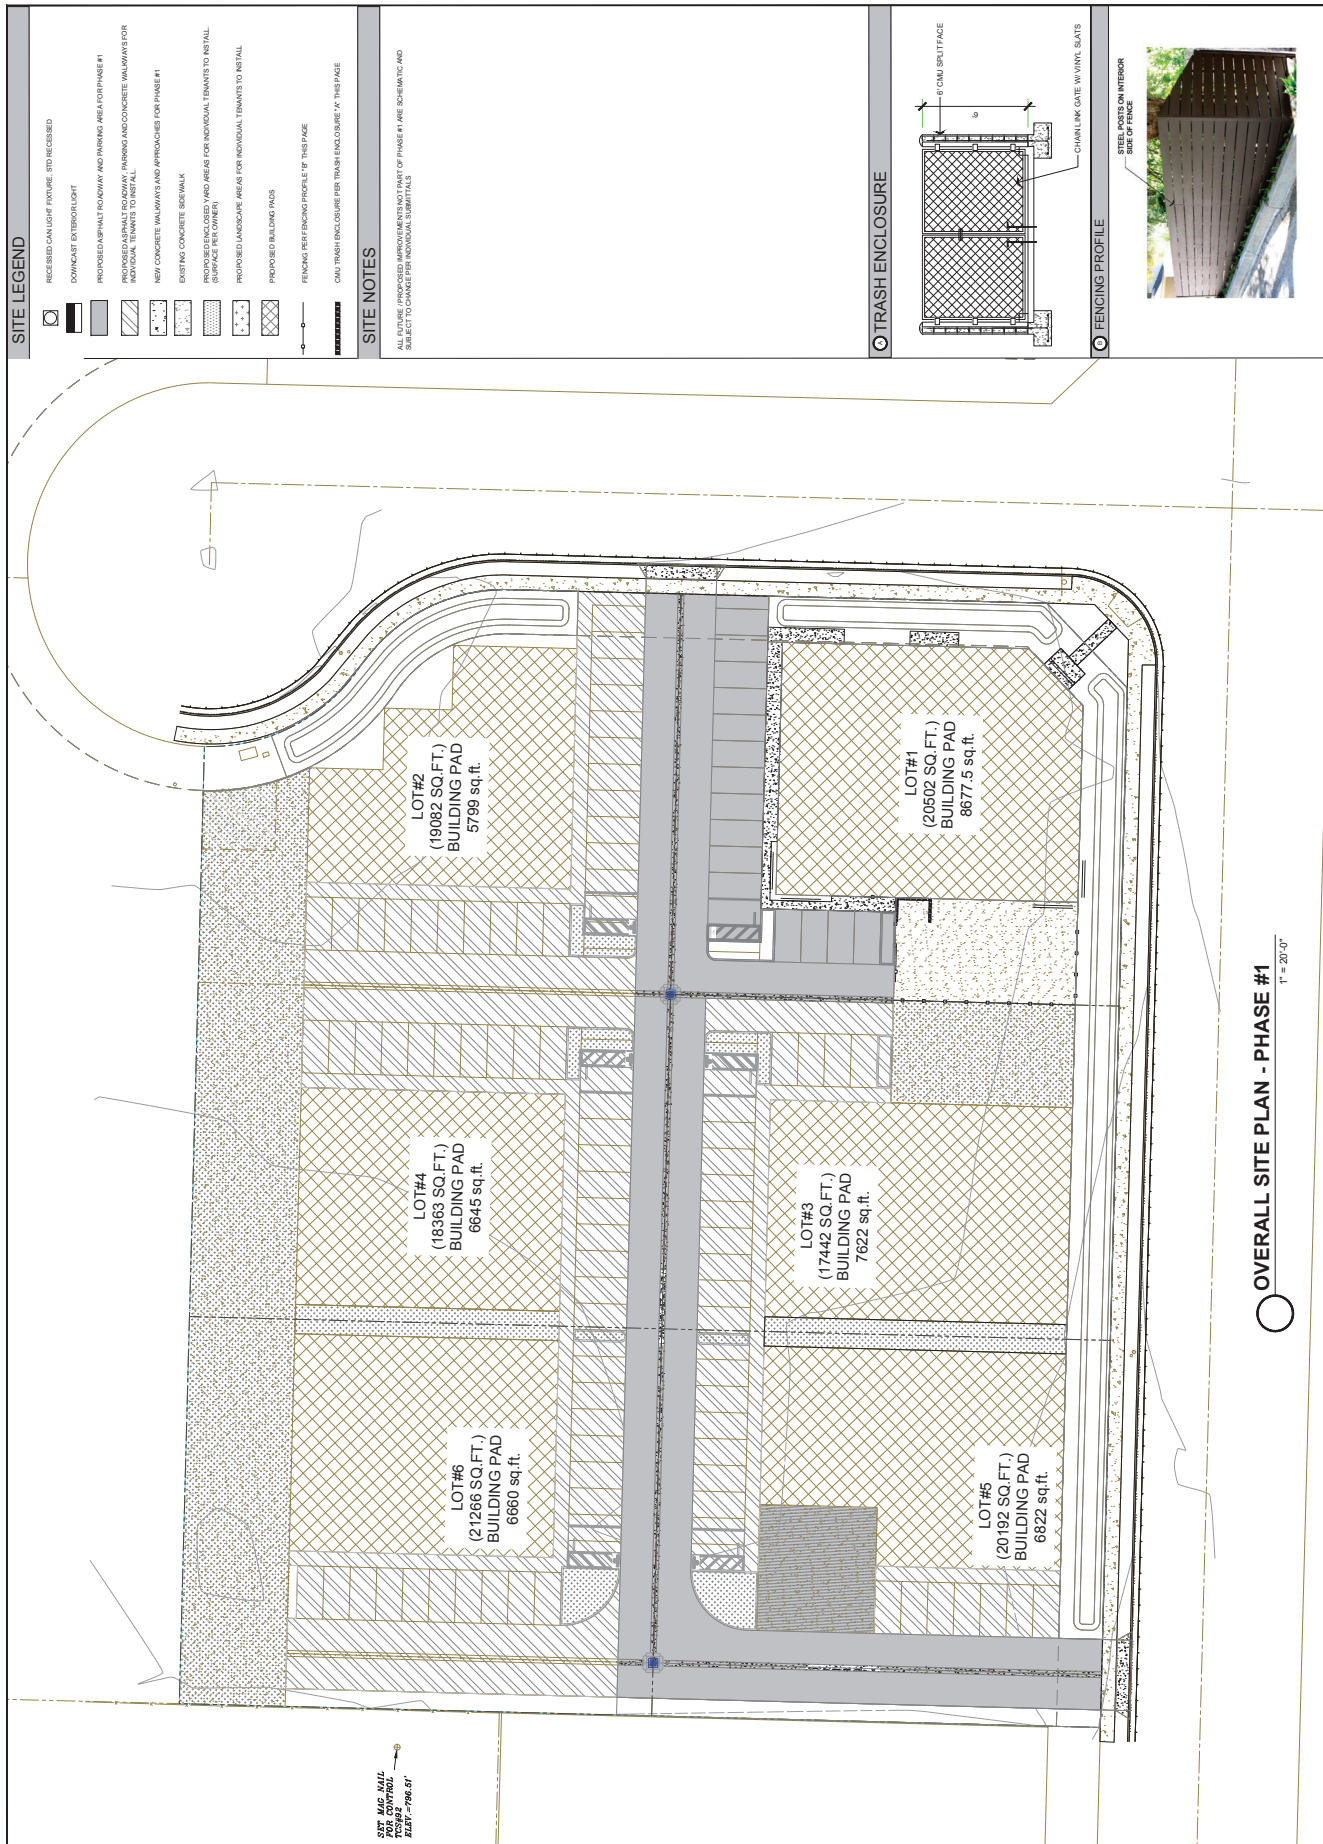 SITE LEGEND
RECESSED CAN LIGHT FIXTURE, STD RECESSED
DOWNCAST EXTERIOR LIGHT
PROPOSED ASPHALT ROADWAY AND PARKING AREA FOR PHASE #1
PROPOSED ASPHALT ROADWAY, PARKING AND CONCRETE WALKWAYS FOR
INDIVIDUAL TENANTS TO INSTALL
NEW CONCRETE WALKWAYS AND APPROACHES FOR PHASE #1
EXISTING CONCRETE SIDEWALK
PROPOSED ENCLOSED YARD AREAS FOR INDIVIDUAL TENANTS TO INSTALL.
(SURFACE PER OWNER)
PROPOSED LANDSCAPE AREAS FOR INDIVIDUAL TENANTS TO INSTALL
PROPOSED BUILDING PADS
FENCING PER FENCING PROFILE "B" THIS PAGE
CMU TRASH ENCLOSURE PER TRASH ENCLOSURE "A" THIS PAGE
SITE NOTES
ALL FUTURE / PROPOSED IMPROVEMENTS NOT PART OF PHASE #1 ARE SCHEMATIC AND
SUBJECT TO CHANGE PER INDIVIDUAL SUBMITTALS
A TRASH ENCLOSURE
6' CMU SPLIT FACE
6'
CHAIN LINK GATE W/ VINYL SLATS
B FENCING PROFILE
STEEL POSTS ON INTERIOR
SIDE OF FENCE
LOT#2
(19082 SQ.FT.)
BUILDING PAD
5799 sq.ft.
LOT#1
(20502 SQ.FT.)
BUILDING PAD
8677.5 sq.ft.
LOT#4
(18363 SQ.FT.)
BUILDING PAD
6645 sq.ft.
LOT#3
(17442 SQ.FT.)
BUILDING PAD
7622 sq.ft.
LOT#6
(21266 SQ.FT.)
BUILDING PAD
6660 sq.ft.
LOT#5
(20192 SQ.FT.)
BUILDING PAD
6822 sq.ft.
SET MAG NAIL
FOR CONTROL
TCS#92
ELEV.=796.51'
OVERALL SITE PLAN - PHASE #1
1" = 20'-0"